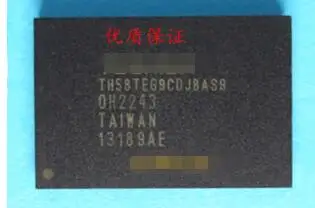 优质保证
TH58TEG9CDJBAS9
OH2243
TAIWAN
13189AE